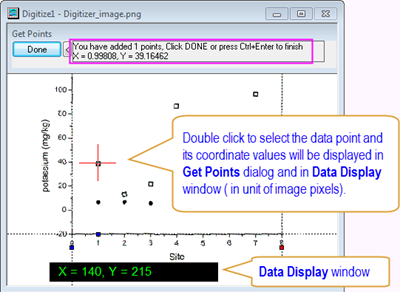 Digitize1 - Digitizer_image.png
Get Points
Done
You have added 1 points, Click DONE or press Ctrl+Enter to finish
X = 0.99808, Y = 39.16462
100
80
60
40
20
0
-20
potassium (mg/kg)
0 1 2 3 4 5 6 7 8
Site
Double click to select the data point and
its coordinate values will be displayed in
Get Points dialog and in Data Display
window ( in unit of image pixels).
X = 140, Y = 215
Data Display window